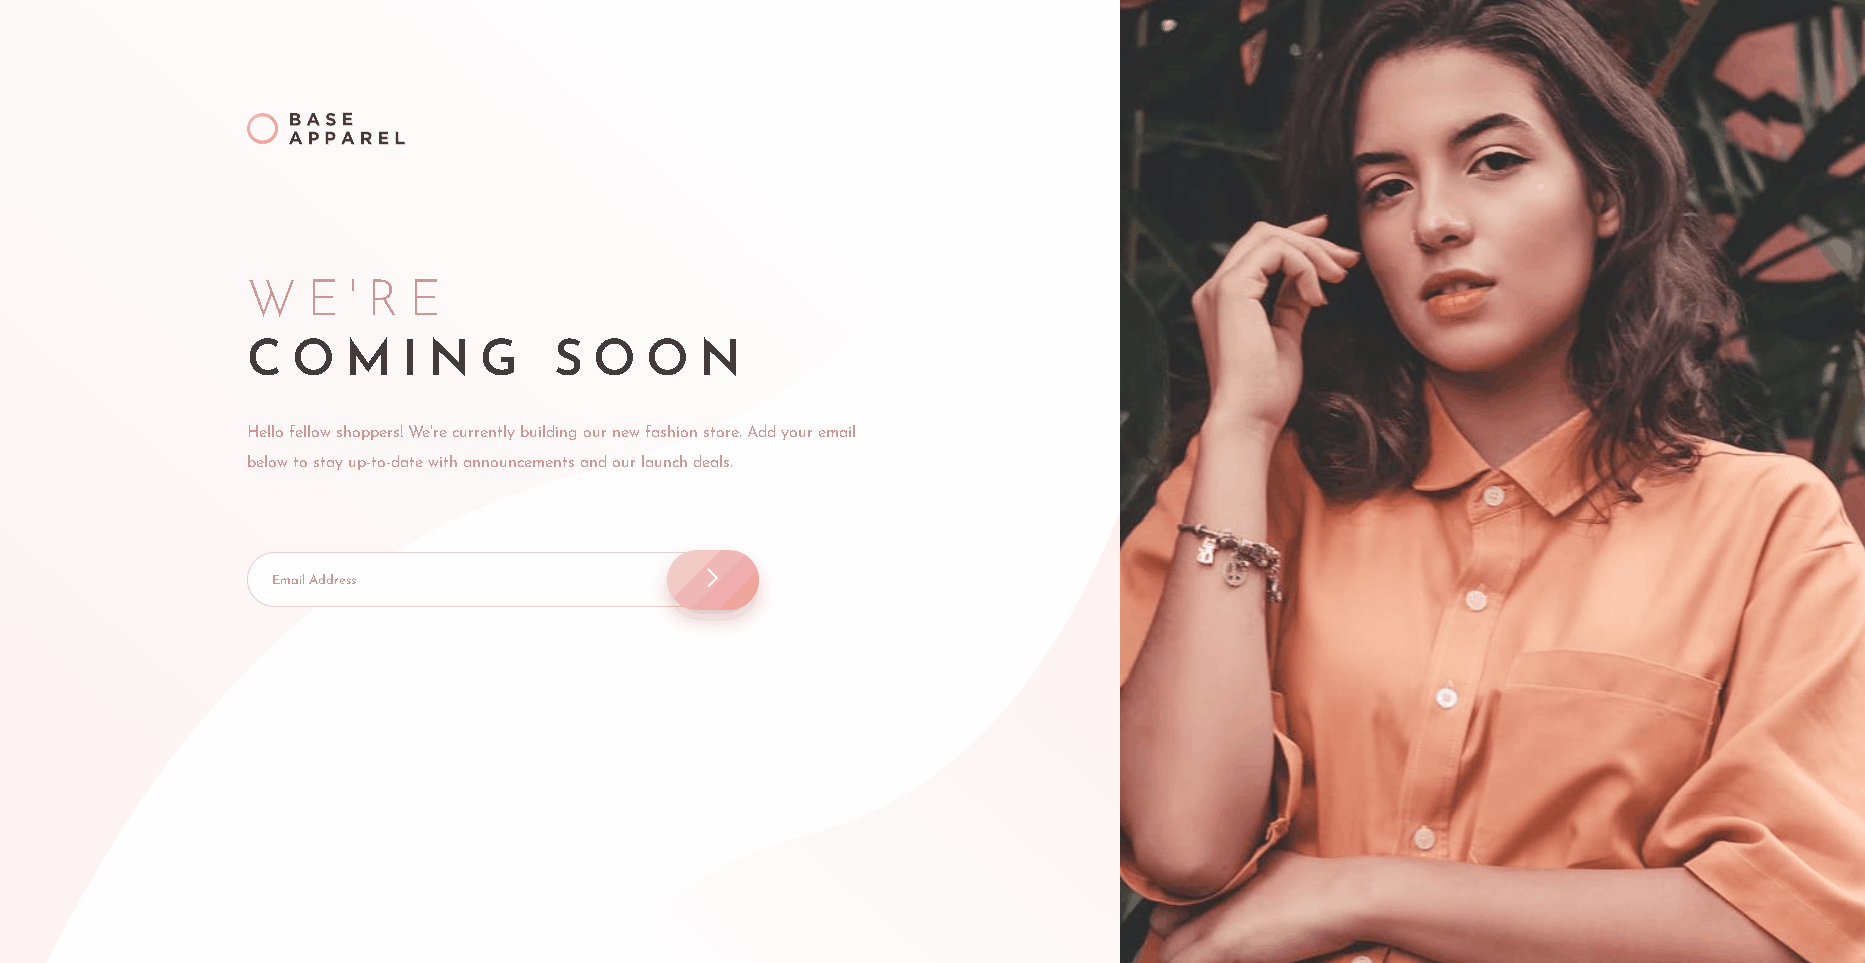 BASE
APPAREL
WE'RE
COMING SOON
Hello fellow shoppers! We're currently building our new fashion store. Add your email
below to stay up-to-date with announcements and our launch deals.
Email Address